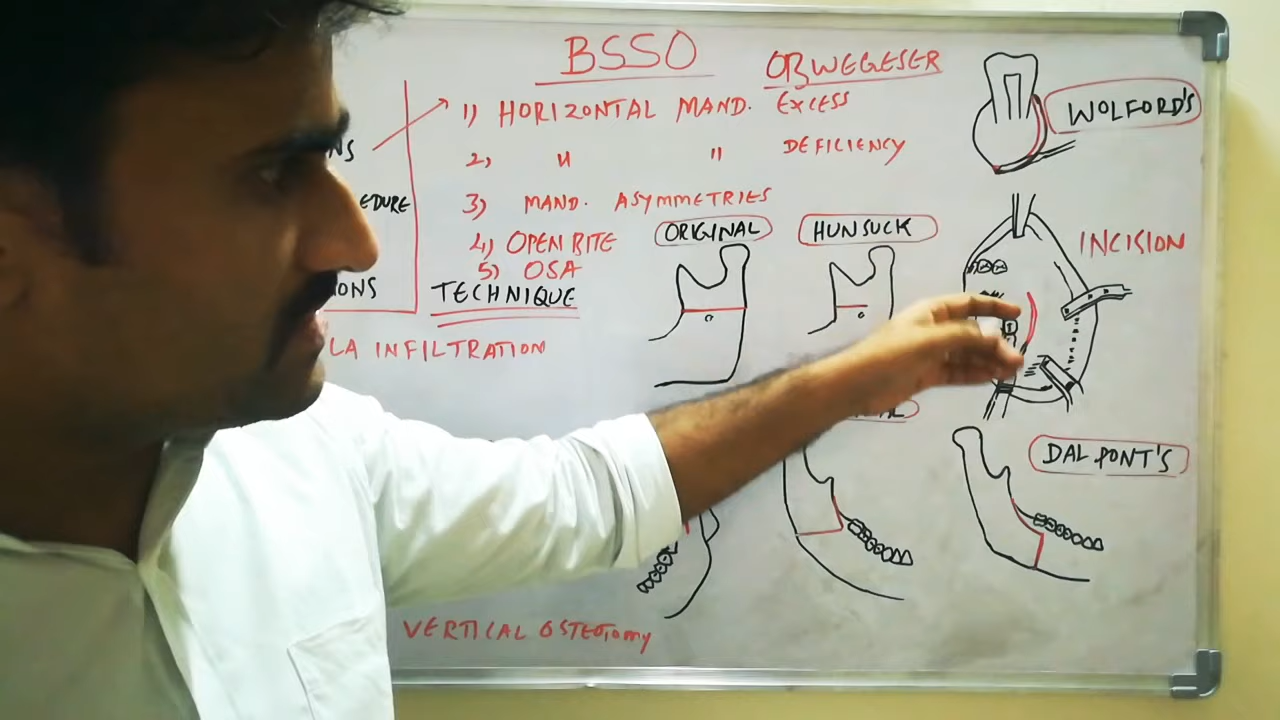 BSSO
OBWEGESER
1) HORIZONTAL MAND. EXCESS
2) " " DEFICIENCY
3) MAND. ASYMMETRIES
4) OPEN BITE
5) OSA
NS
EDURE
ONS
TECHNIQUE
LA INFILTRATION
ORIGINAL
HUNSUCK
WOLFORD'S
INCISION
DAL PONT'S
VERTICAL OSTEOTOMY